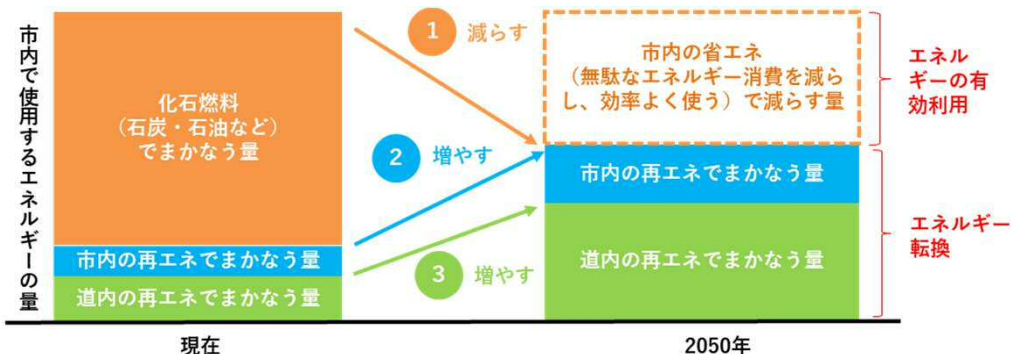 市内で使用するエネルギーの量
化石燃料
(石炭・石油など)
でまかなう量
市内の再エネでまかなう量
道内の再エネでまかなう量
現在
1 減らす
2 増やす
3 増やす
市内の省エネ
(無駄なエネルギー消費を減ら
し、効率よく使う)で減らす量
市内の再エネでまかなう量
道内の再エネでまかなう量
2050年
エネル
ギーの有
効利用
エネルギー
転換